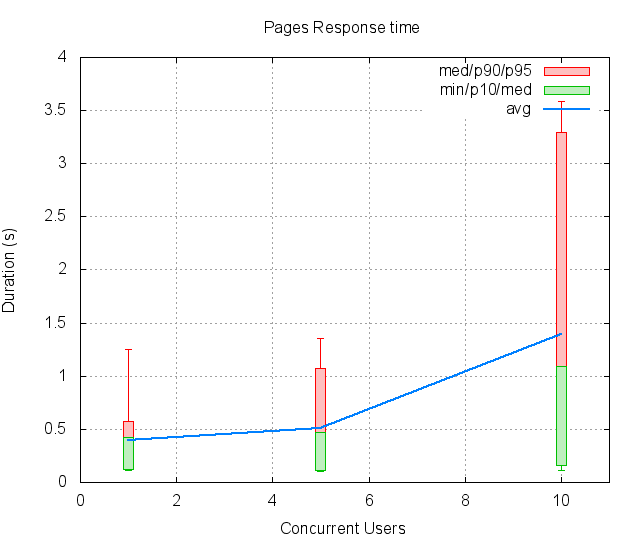 Pages Response time
med/p90/p95
min/p10/med
avg
4
3.5
3
2.5
2
1.5
1
0.5
0
Duration (s)
0 2 4 6 8 10
Concurrent Users